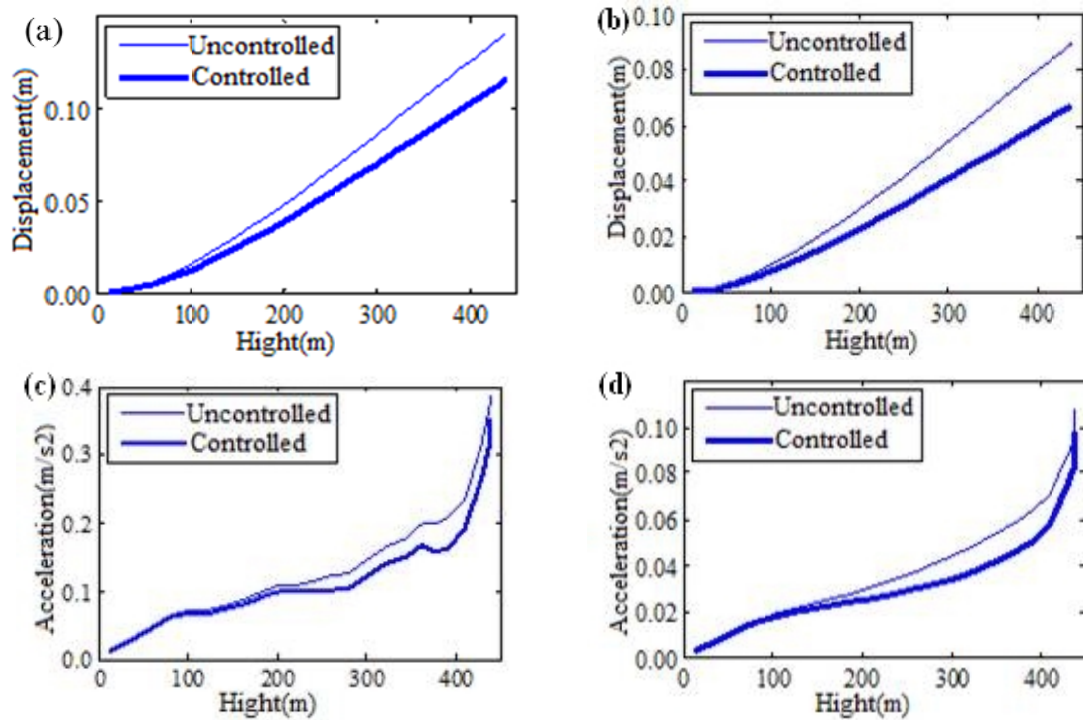 (a)
Uncontrolled
Controlled
Displacement(m)
0.10
0.05
0.00
0 100 200 300 400
Hight(m)
(b)
Uncontrolled
Controlled
Displacement(m)
0.10
0.08
0.06
0.04
0.02
0.00
0 100 200 300 400
Hight(m)
(c)
Uncontrolled
Controlled
Acceleration(m/s2)
0.4
0.3
0.2
0.1
0.0
0 100 200 300 400
Hight(m)
(d)
Uncontrolled
Controlled
Acceleration(m/s2)
0.10
0.08
0.06
0.04
0.02
0.00
0 100 200 300 400
Hight(m)